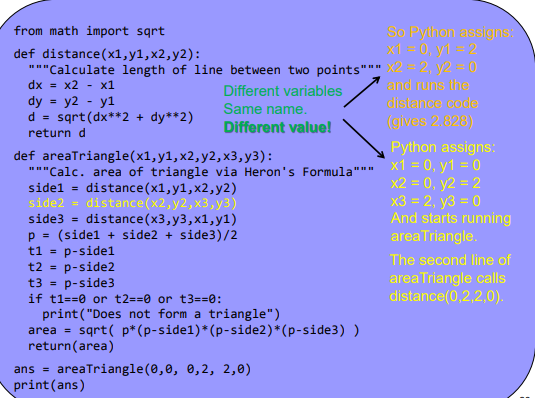 from math import sqrt
def distance(x1,y1,x2,y2):
"""Calculate length of line between two points"""
dx = x2 - x1
dy = y2 - y1
d = sqrt(dx**2 + dy**2)
return d
def areaTriangle(x1,y1,x2,y2,x3,y3):
"""Calc. area of triangle via Heron's Formula"""
side1 = distance(x1,y1,x2,y2)
side2 = distance(x2,y2,x3,y3)
side3 = distance(x3,y3,x1,y1)
p = (side1 + side2 + side3)/2
t1 = p-side1
t2 = p-side2
t3 = p-side3
if t1==0 or t2==0 or t3==0:
print("Does not form a triangle")
area = sqrt( p*(p-side1)*(p-side2)*(p-side3) )
return(area)
ans = areaTriangle(0,0, 0,2, 2,0)
print(ans)
Different variables
Same name.
Different value!
So Python assigns:
x1 = 0, y1 = 2
x2 = 2, y2 = 0
and runs the
distance code
(gives 2.828)
Python assigns:
x1 = 0, y1 = 0
x2 = 0, y2 = 2
x3 = 2, y3 = 0
And starts running
areaTriangle.
The second line of
areaTriangle calls
distance(0,2,2,0).